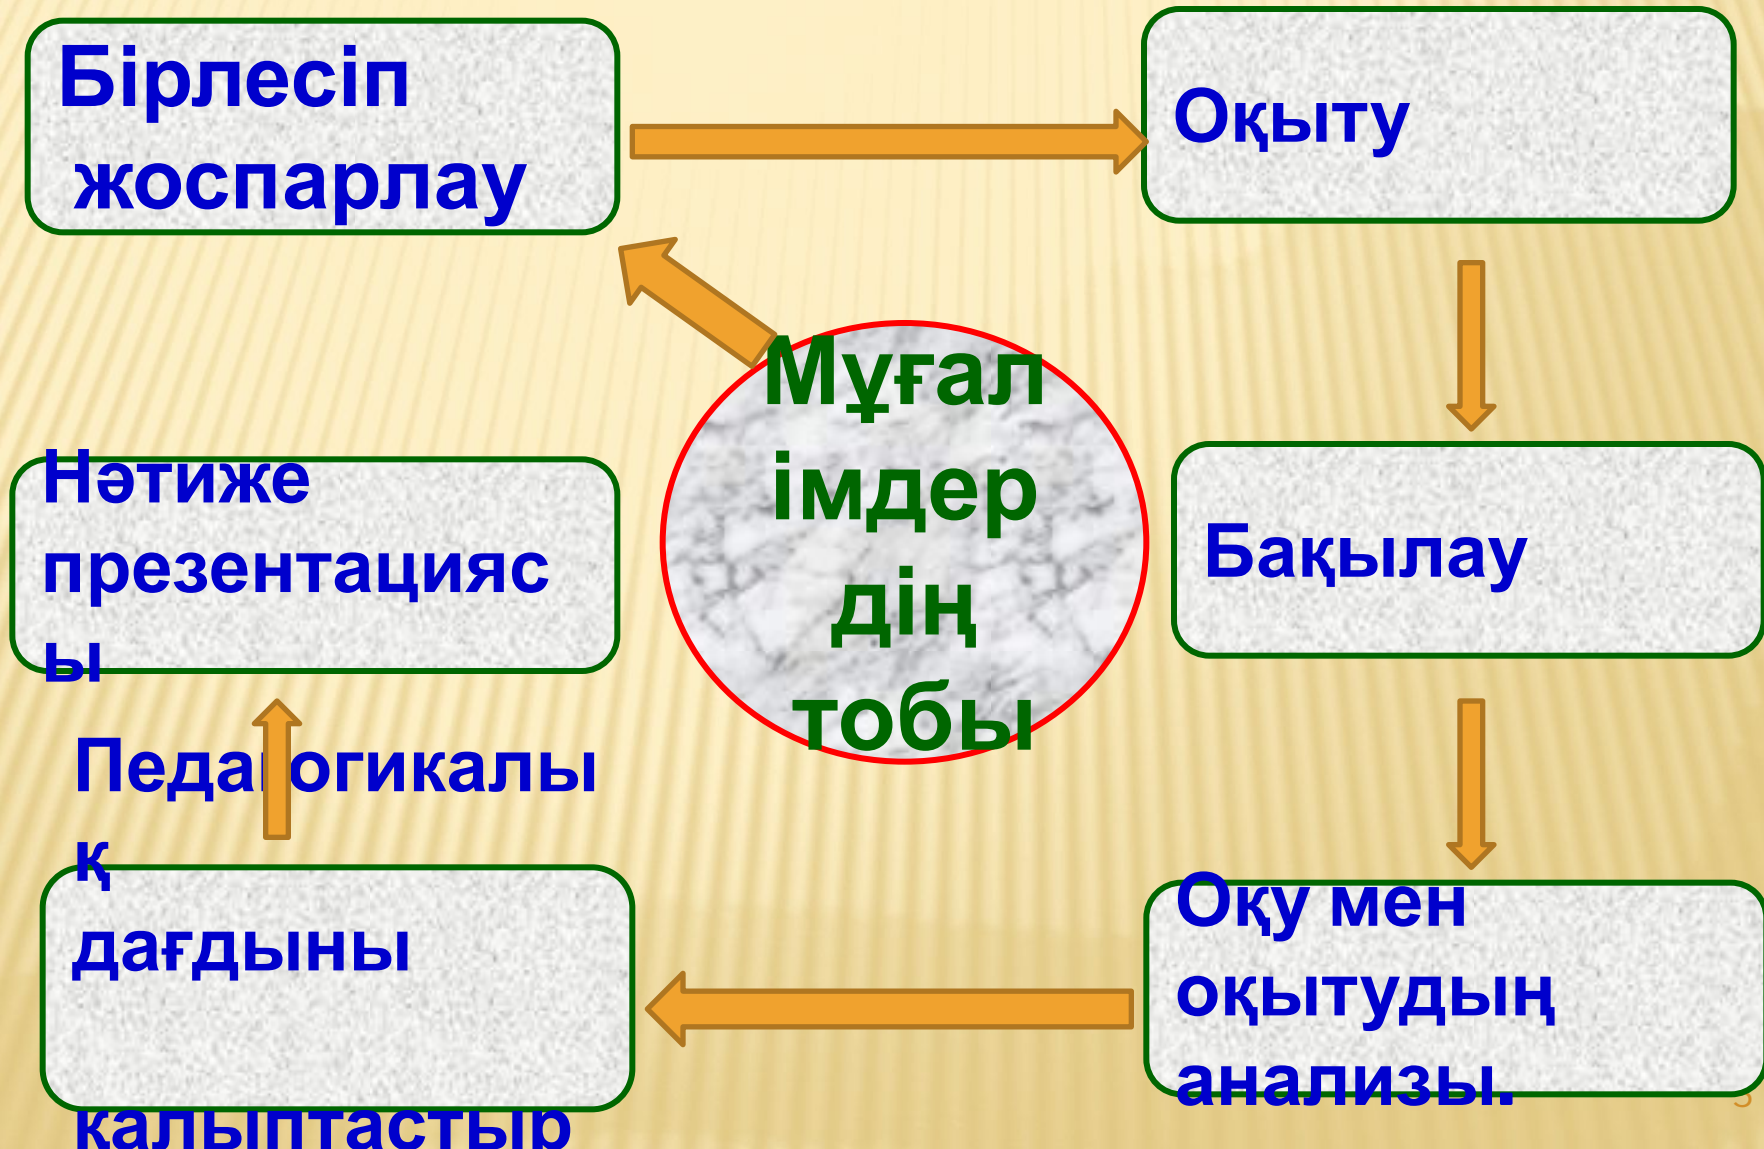 Бірлесіп
жоспарлау
Оқыту
Мұғал
імдер
дің
тобы
Нәтиже
презентацияс
ы
Бақылау
Педагогикалы
қ
дағдыны
қалыптастыр
Оқу мен
оқытудың
анализы.